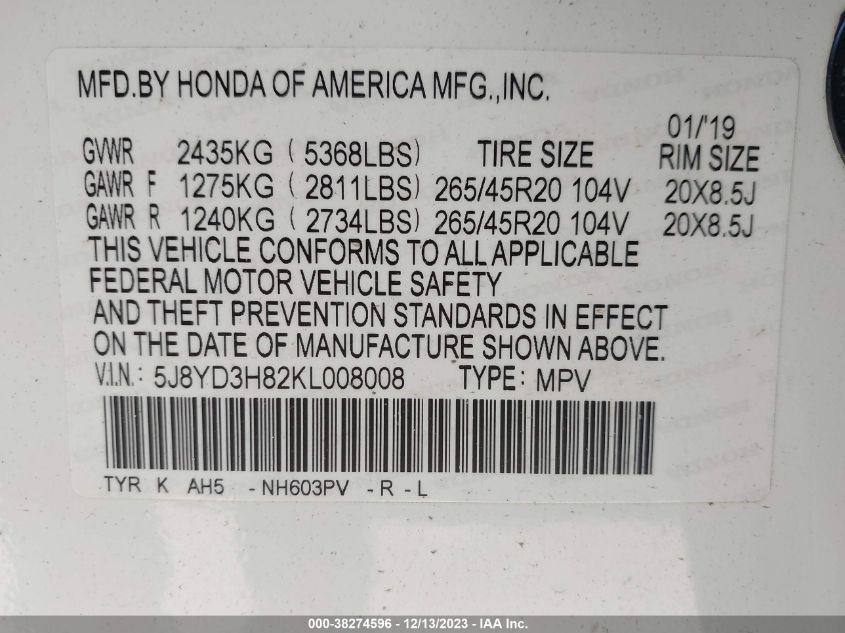 MFD.BY HONDA OF AMERICA MFG.,INC.
01/'19
GVWR 2435KG ( 5368LBS) TIRE SIZE RIM SIZE
GAWR F 1275KG ( 2811LBS) 265/45R20 104V 20X8.5J
GAWR R 1240KG ( 2734LBS) 265/45R20 104V 20X8.5J
THIS VEHICLE CONFORMS TO ALL APPLICABLE
FEDERAL MOTOR VEHICLE SAFETY
AND THEFT PREVENTION STANDARDS IN EFFECT
ON THE DATE OF MANUFACTURE SHOWN ABOVE.
V.I.N.: 5J8YD3H82KL008008 TYPE: MPV
TYR K AH5 -NH603PV -R -L
000-38274596 - 12/13/2023 - IAA Inc.